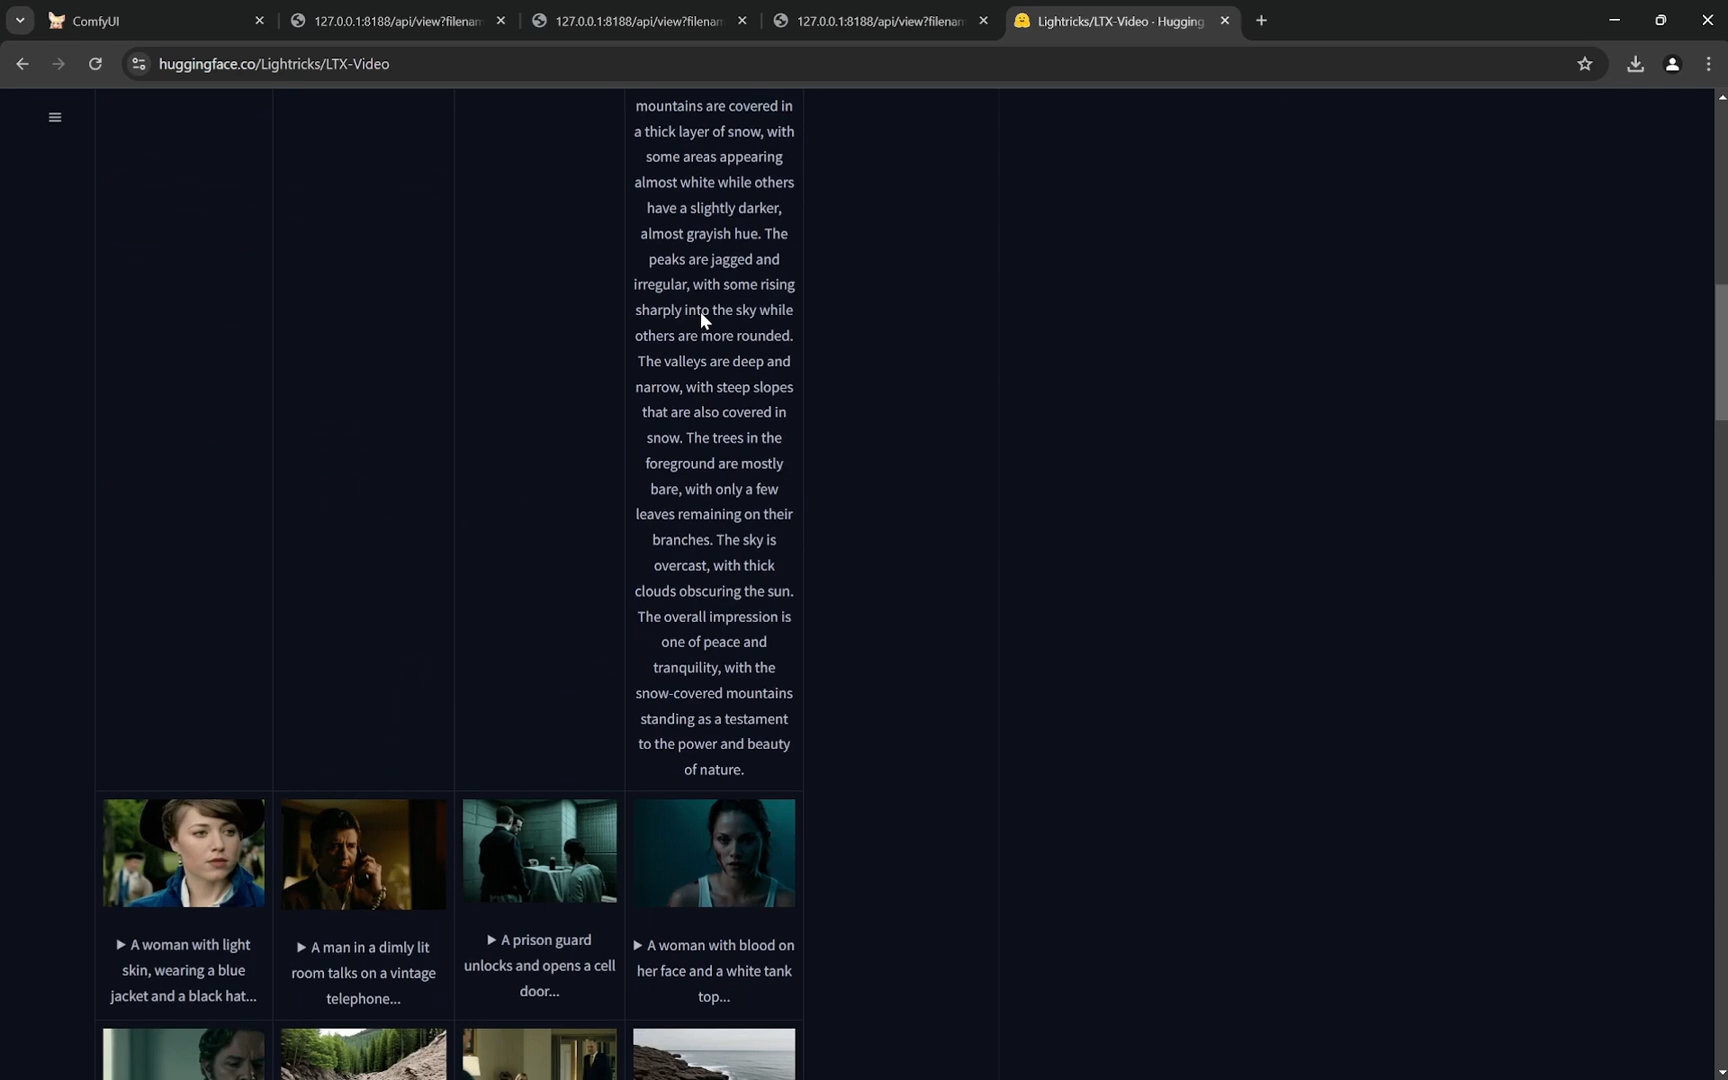 ComfyUI
127.0.0.1:8188/api/view?filenam
127.0.0.1:8188/api/view?filenam
127.0.0.1:8188/api/view?filenam
Lightricks/LTX-Video · Hugging
huggingface.co/Lightricks/LTX-Video
mountains are covered in
a thick layer of snow, with
some areas appearing
almost white while others
have a slightly darker,
almost grayish hue. The
peaks are jagged and
irregular, with some rising
sharply into the sky while
others are more rounded.
The valleys are deep and
narrow, with steep slopes
that are also covered in
snow. The trees in the
foreground are mostly
bare, with only a few
leaves remaining on their
branches. The sky is
overcast, with thick
clouds obscuring the sun.
The overall impression is
one of peace and
tranquility, with the
snow-covered mountains
standing as a testament
to the power and beauty
of nature.
A woman with light
skin, wearing a blue
jacket and a black hat...
A man in a dimly lit
room talks on a vintage
telephone...
A prison guard
unlocks and opens a cell
door...
A woman with blood on
her face and a white tank
top...